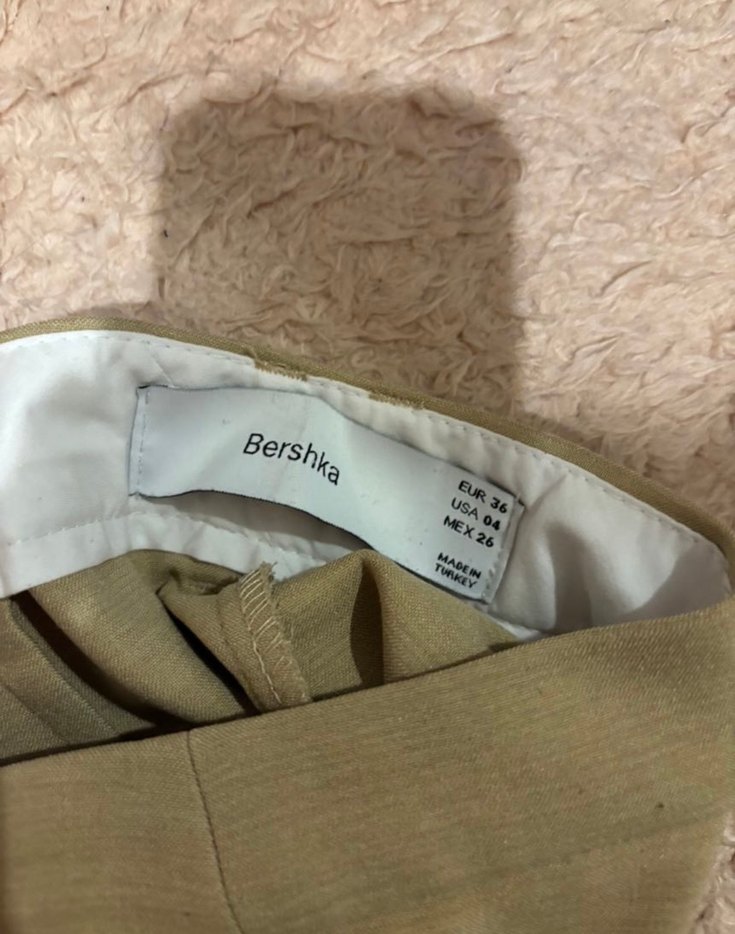 Bershka
EUR 36
USA 04
MEX 26
MADE IN
TURKEY